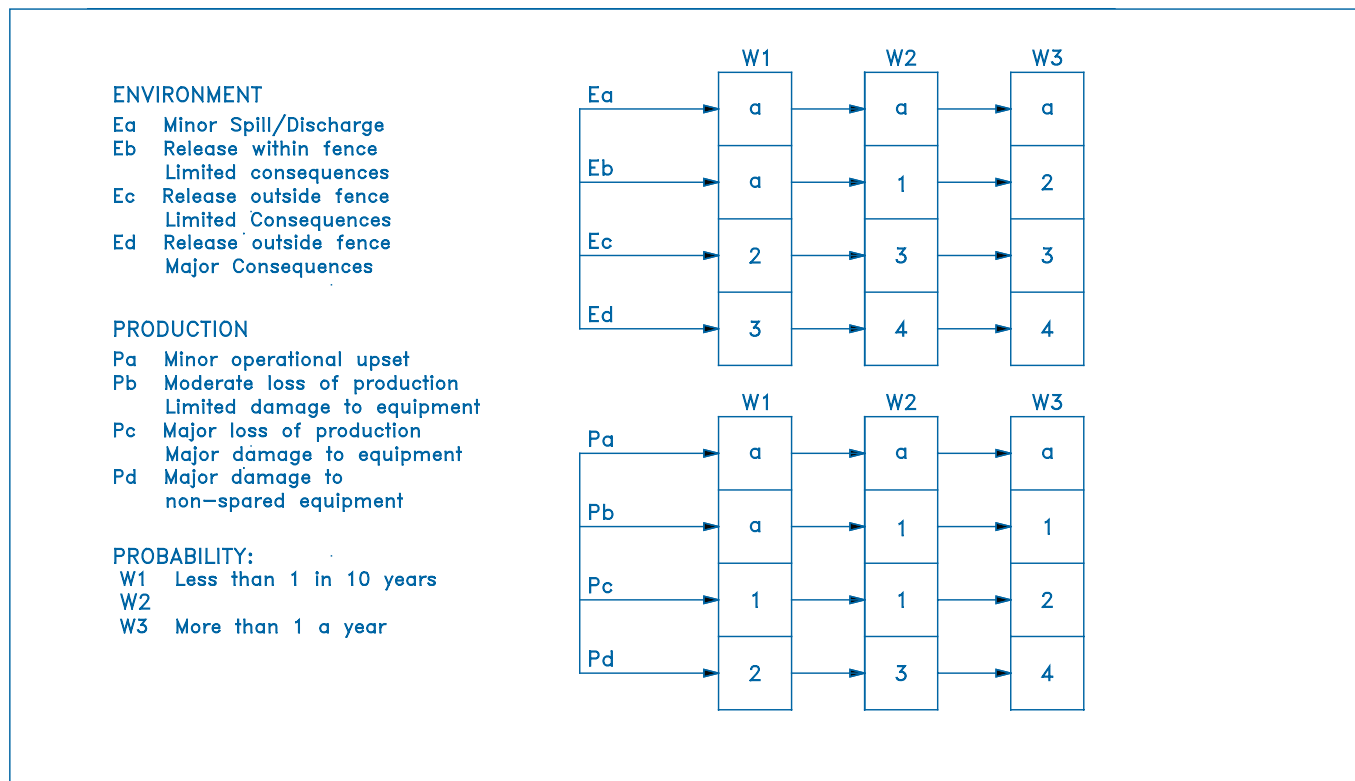 ENVIRONMENT
Ea Minor Spill/Discharge
Eb Release within fence
Limited consequences
Ec Release outside fence
Limited Consequences
Ed Release outside fence
Major Consequences
PRODUCTION
Pa Minor operational upset
Pb Moderate loss of production
Limited damage to equipment
Pc Major loss of production
Major damage to equipment
Pd Major damage to
non-spared equipment
PROBABILITY:
W1 Less than 1 in 10 years
W2
W3 More than 1 a year
W1 W2 W3
Ea a a a
Eb a 1 2
Ec 2 3 3
Ed 3 4 4
W1 W2 W3
Pa a a a
Pb a 1 1
Pc 1 1 2
Pd 2 3 4